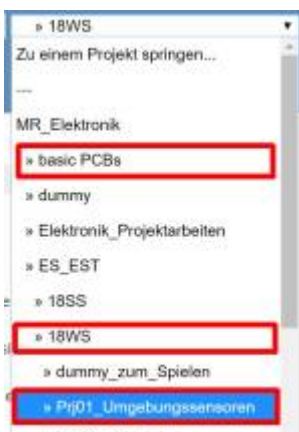 » 18WS
Zu einem Projekt springen...
---
MR_Elektronik
» basic PCBs
» dummy
» Elektronik_Projektarbeiten
» ES_EST
» 18SS
» 18WS
» dummy_zum_Spielen
» Prj01_Umgebungssensoren